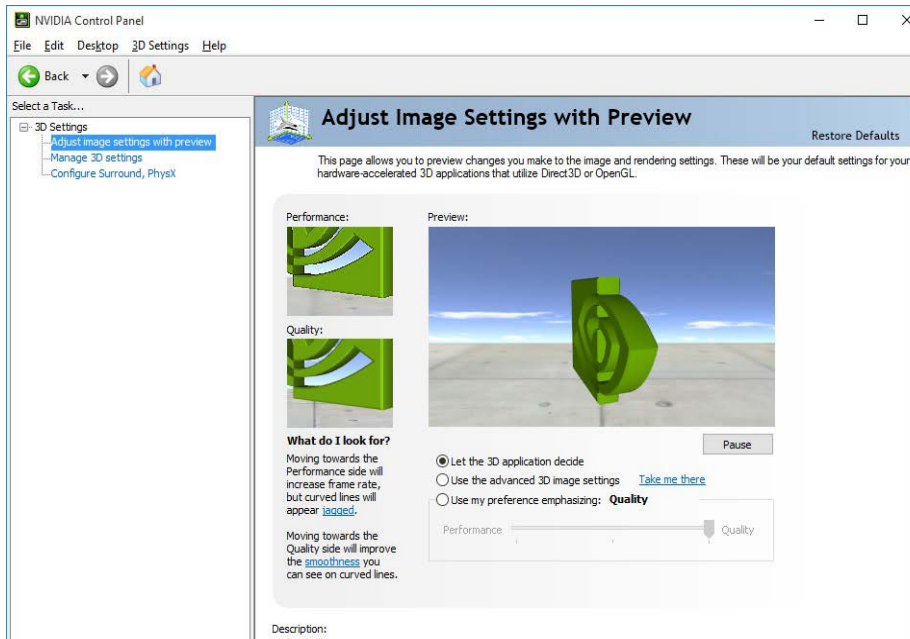 NVIDIA Control Panel
File Edit Desktop 3D Settings Help
Back
Select a Task...
3D Settings
Adjust image settings with preview
Manage 3D settings
Configure Surround, PhysX
Adjust Image Settings with Preview
Restore Defaults
This page allows you to preview changes you make to the image and rendering settings. These will be your default settings for your
hardware-accelerated 3D applications that utilize Direct3D or OpenGL.
Performance:
Preview:
Quality:
What do I look for?
Moving towards the
Performance side will
increase frame rate,
but curved lines will
appear jagged.
Moving towards the
Quality side will improve
the smoothness you
can see on curved lines.
Pause
Let the 3D application decide
Use the advanced 3D image settings Take me there
Use my preference emphasizing: Quality
Performance Quality
Description: